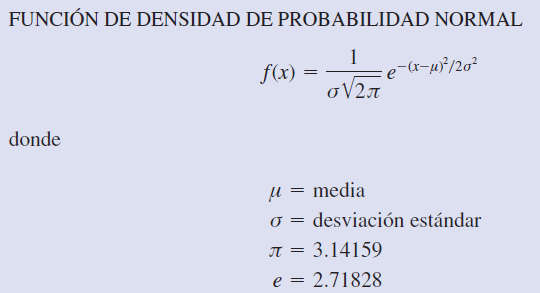 FUNCIÓN DE DENSIDAD DE PROBABILIDAD NORMAL
f(x) = 1/(σ√2π) e^−(x−μ)²/2σ²
donde
μ = media
σ = desviación estándar
π = 3.14159
e = 2.71828